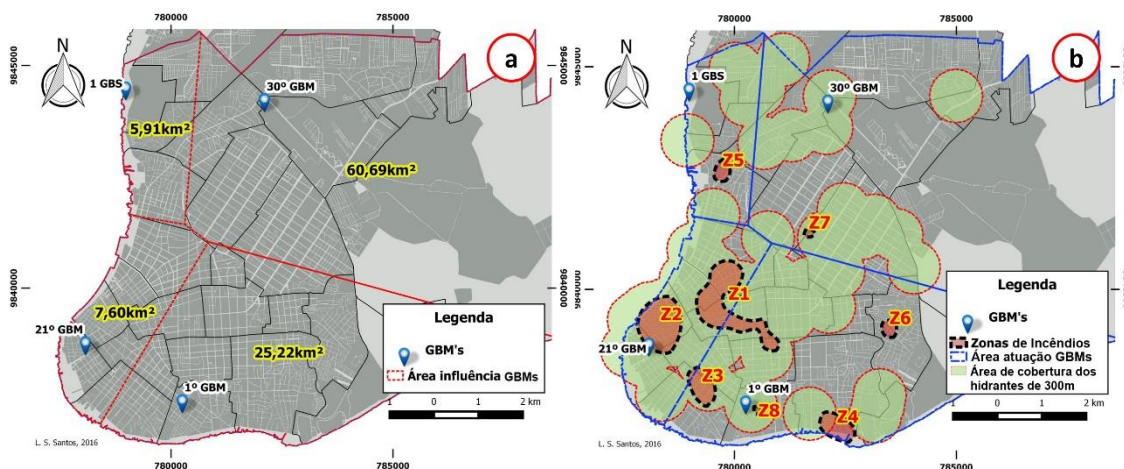 780000
785000
9845000
N
a
1 GBS
30º GBM
5,91km²
60,69km²
9840000
7,60km²
21º GBM
25,22km²
1º GBM
Legenda
GBM's
Área influência GBMs
1 0 1 2 km
L. S. Santos, 2016
780000
785000
780000
785000
9845000
N
b
1 GBS
30º GBM
Z5
Z7
9840000
Z1
Z2
Z6
21º GBM
Z3
1º GBM
Z8
Z4
Legenda
GBM's
Zonas de Incêndios
Área atuação GBMs
Área de cobertura dos
hidrantes de 300m
1 0 1 2 km
L. S. Santos, 2016
780000
785000